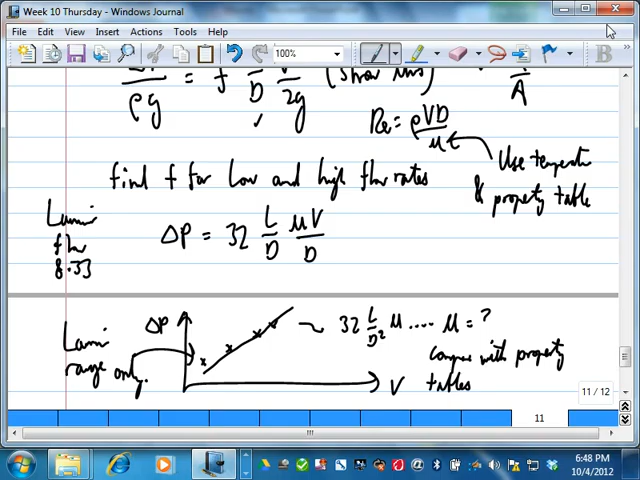 Week 10 Thursday - Windows Journal
File Edit View Insert Actions Tools Help
100%
ρg = f L/D V²/2g (Show this)
A
Re = ρVD/μ
Use temperature
& property table
find f for Low and high flow rates
flow
8.33
ΔP = 32 L/D μV/D
ΔP
V
range only.
32 L/D² μ .... μ = ?
compare with property
tables
11 / 12
11
6:48 PM
10/4/2012